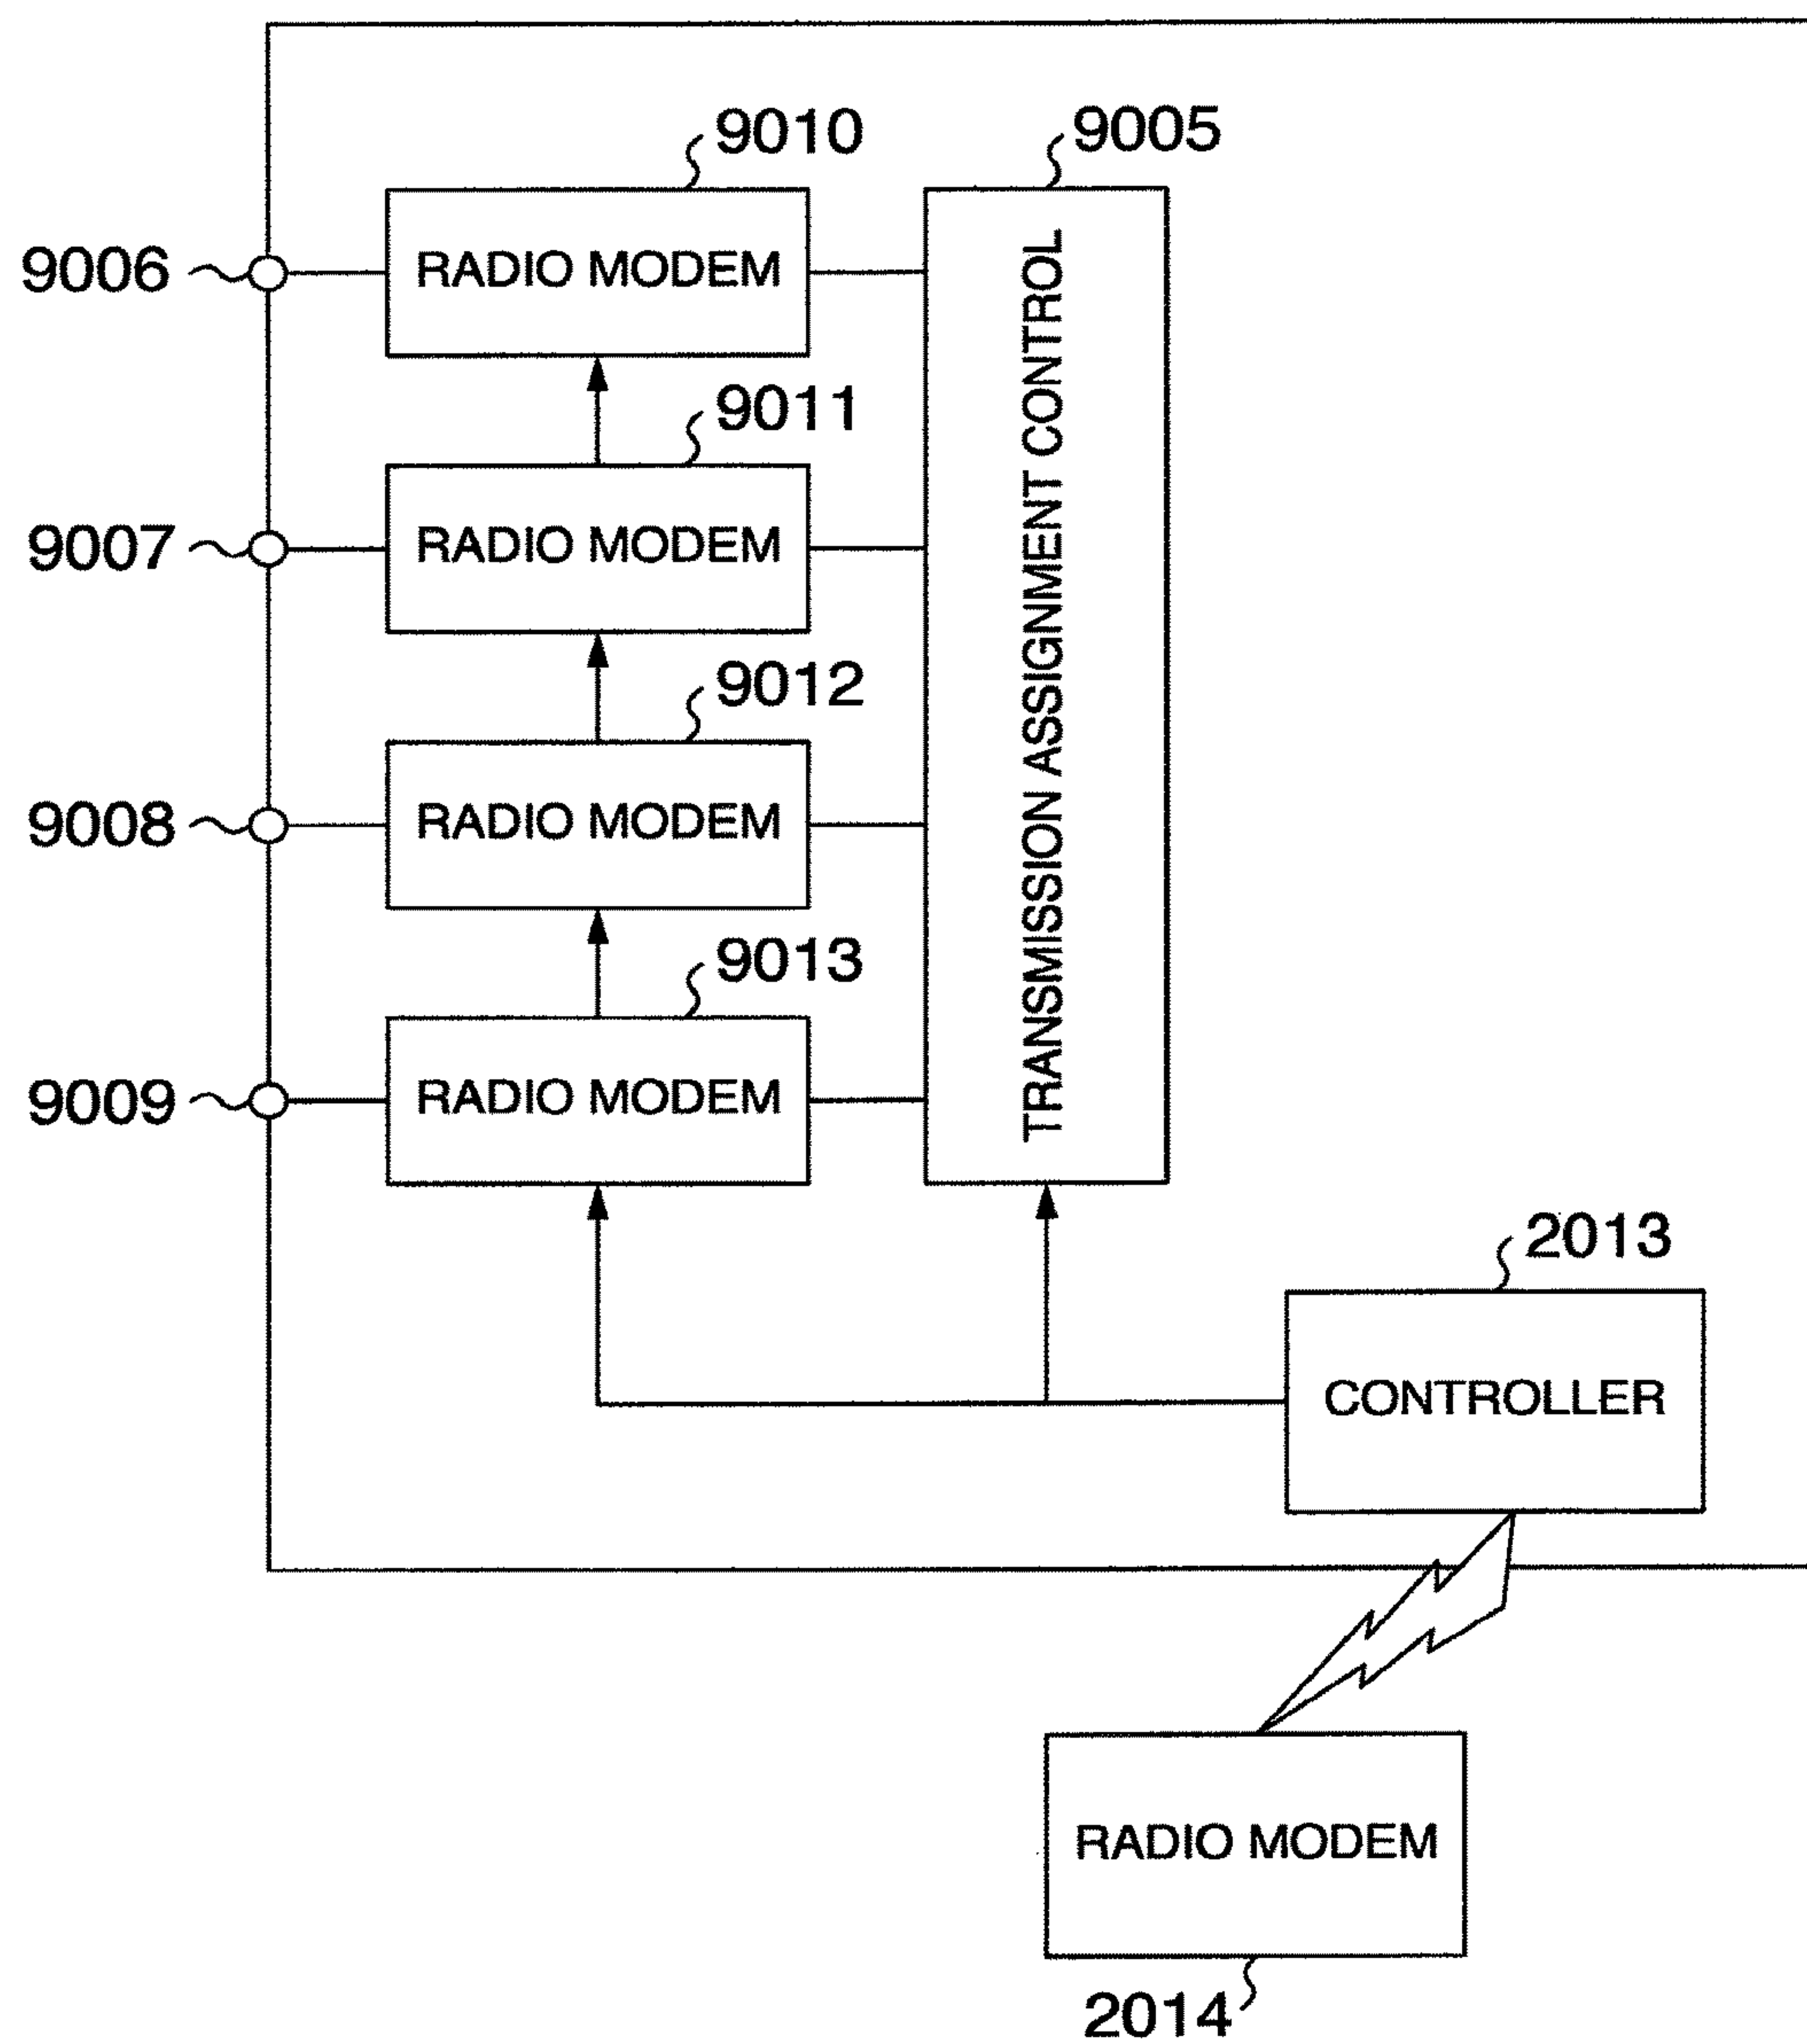 9010
9005
9006
RADIO MODEM
TRANSMISSION ASSIGNMENT CONTROL
9011
9007
RADIO MODEM
9012
9008
RADIO MODEM
9013
9009
RADIO MODEM
2013
CONTROLLER
RADIO MODEM
2014